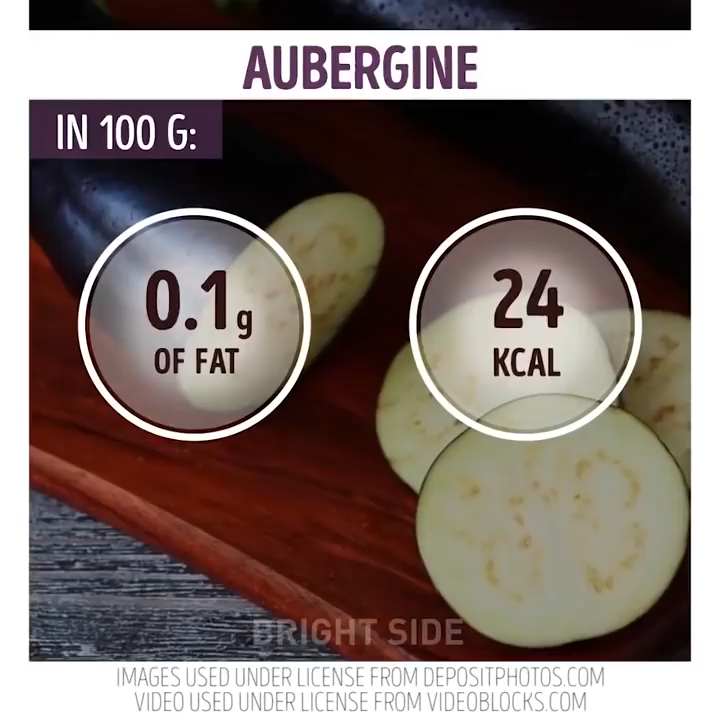 AUBERGINE
IN 100 G:
0.1g
OF FAT
24
KCAL
BRIGHT SIDE
IMAGES USED UNDER LICENSE FROM DEPOSITPHOTOS.COM
VIDEO USED UNDER LICENSE FROM VIDEOBLOCKS.COM